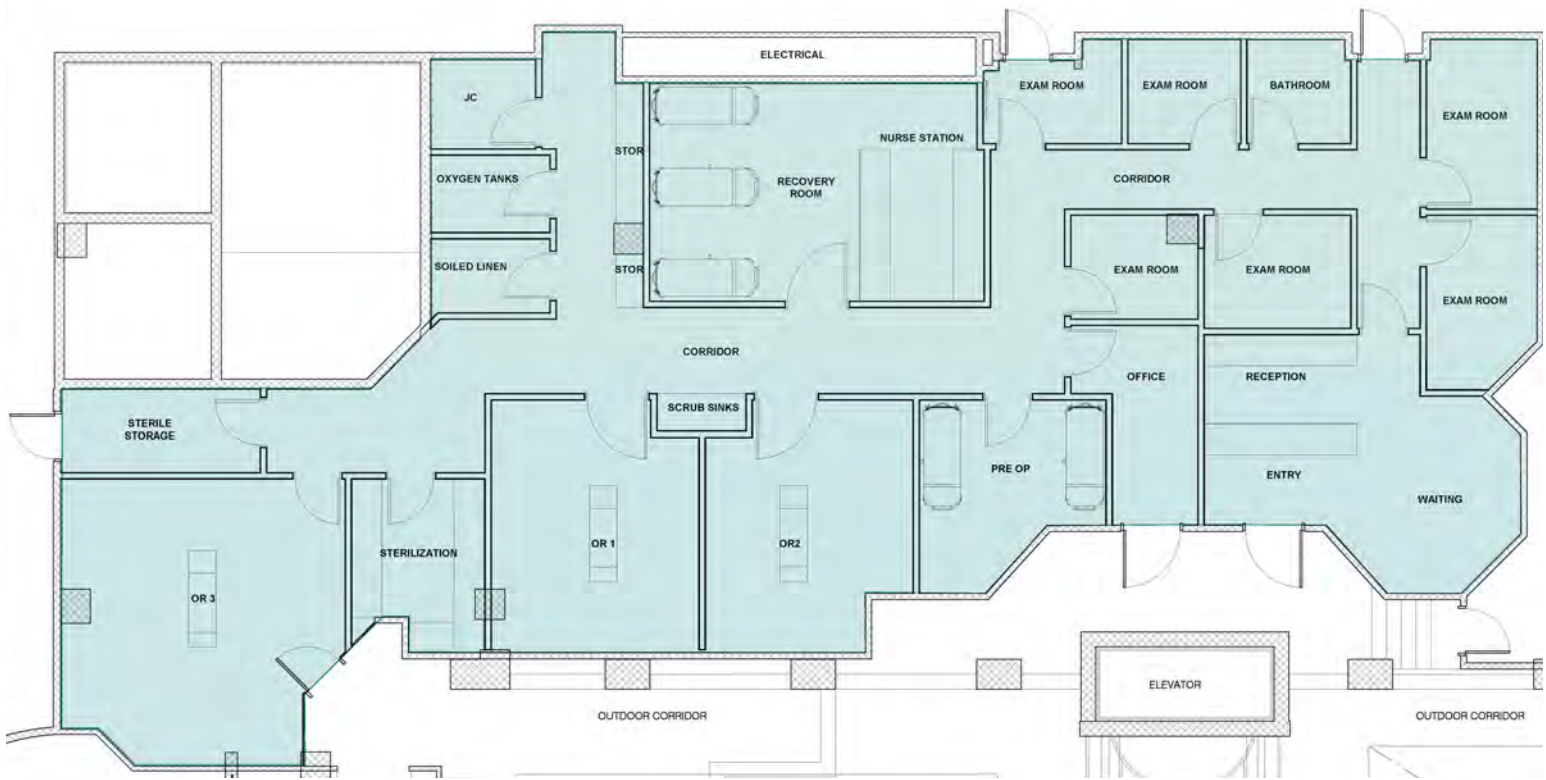 ELECTRICAL
JC
EXAM ROOM
EXAM ROOM
BATHROOM
EXAM ROOM
STOR
NURSE STATION
OXYGEN TANKS
RECOVERY
ROOM
CORRIDOR
SOILED LINEN
STOR
EXAM ROOM
EXAM ROOM
EXAM ROOM
CORRIDOR
OFFICE
RECEPTION
STERILE
STORAGE
SCRUB SINKS
PRE OP
ENTRY
WAITING
STERILIZATION
OR 1
OR2
OR 3
ELEVATOR
OUTDOOR CORRIDOR
OUTDOOR CORRIDOR